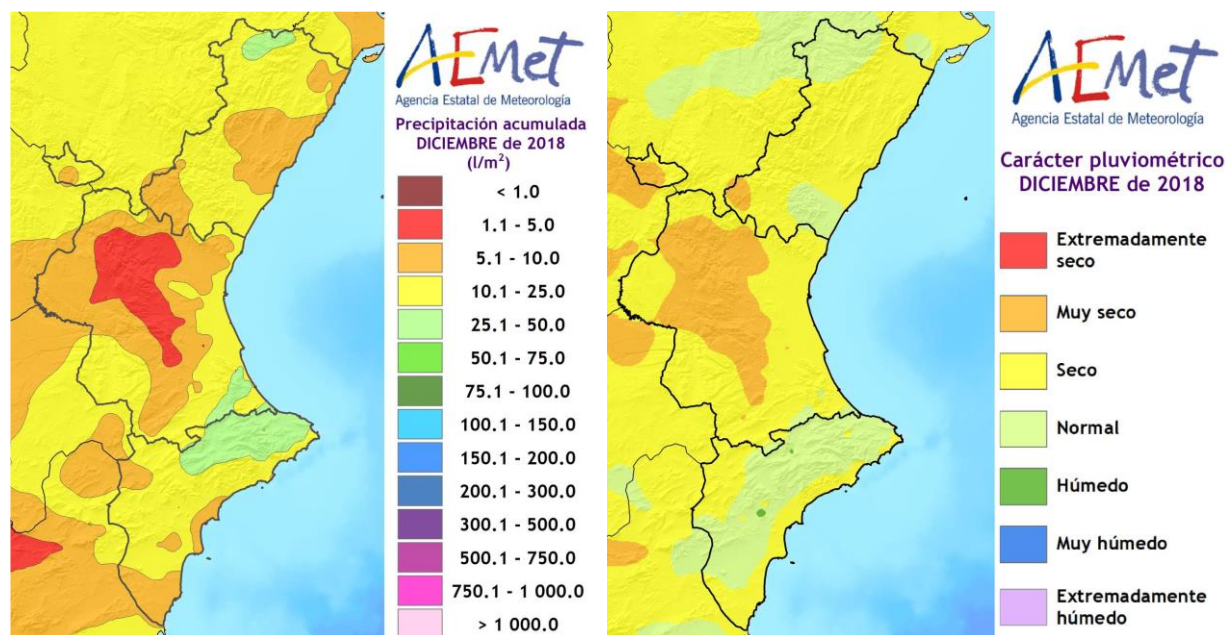 AEmet
Agencia Estatal de Meteorología
Precipitación acumulada
DICIEMBRE de 2018
(l/m²)
< 1.0
1.1 - 5.0
5.1 - 10.0
10.1 - 25.0
25.1 - 50.0
50.1 - 75.0
75.1 - 100.0
100.1 - 150.0
150.1 - 200.0
200.1 - 300.0
300.1 - 500.0
500.1 - 750.0
750.1 - 1 000.0
> 1 000.0
AEmet
Agencia Estatal de Meteorología
Carácter pluviométrico
DICIEMBRE de 2018
Extremadamente
seco
Muy seco
Seco
Normal
Húmedo
Muy húmedo
Extremadamente
húmedo